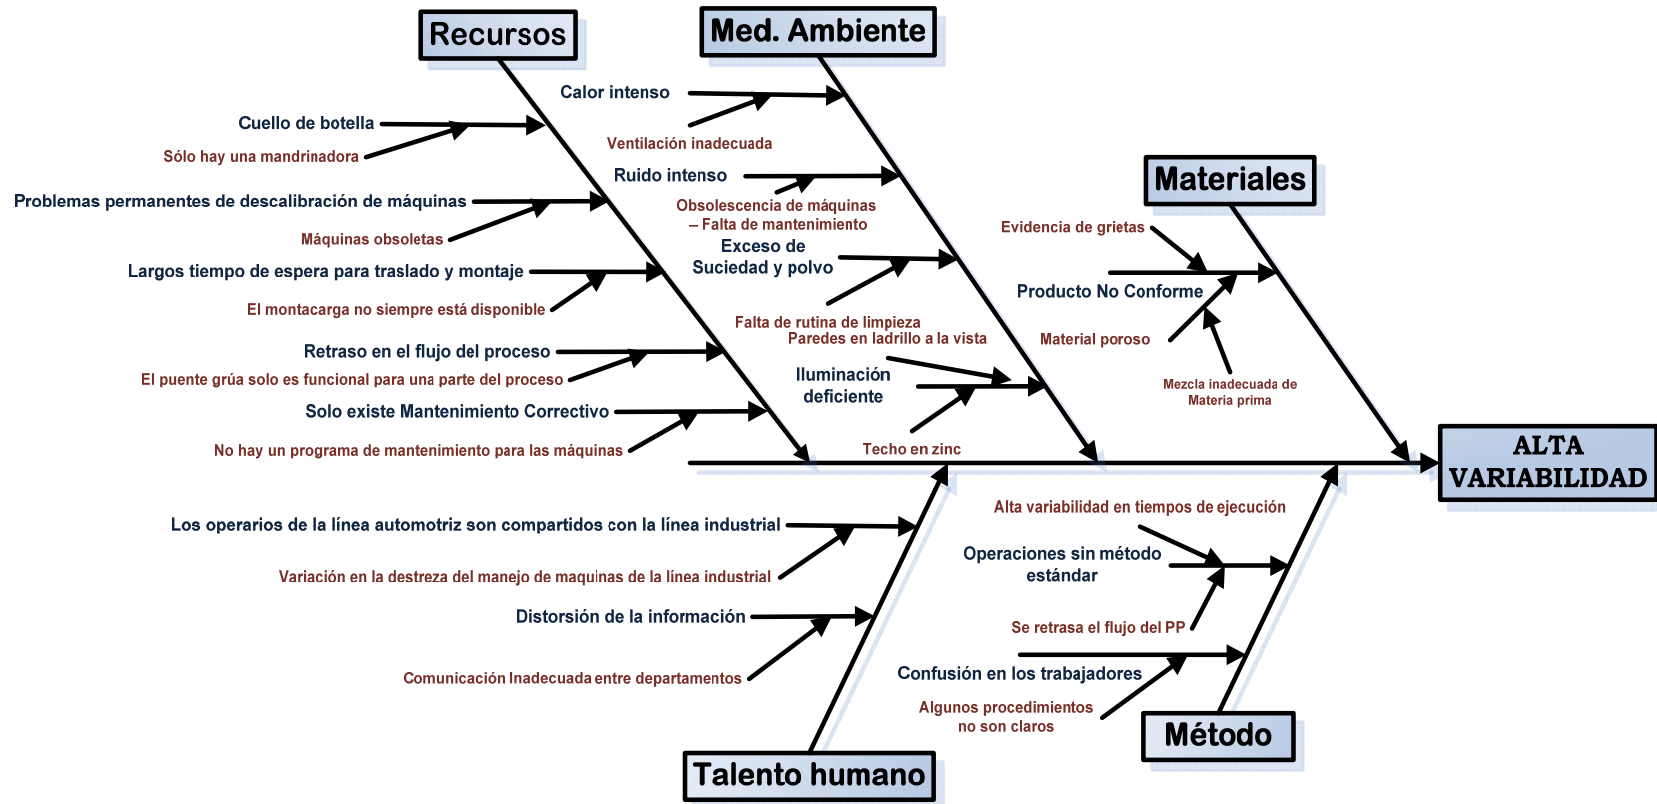 Recursos
Med. Ambiente
Calor intenso
Cuello de botella
Ventilación inadecuada
Sólo hay una mandrinadora
Materiales
Ruido intenso
Problemas permanentes de descalibración de máquinas
Obsolescencia de máquinas
– Falta de mantenimiento
Evidencia de grietas
Máquinas obsoletas
Exceso de
Suciedad y polvo
Largos tiempo de espera para traslado y montaje
Producto No Conforme
El montacarga no siempre está disponible
Falta de rutina de limpieza
Paredes en ladrillo a la vista
Material poroso
Retraso en el flujo del proceso
El puente grúa solo es funcional para una parte del proceso
Iluminación
deficiente
Mezcla inadecuada de
Materia prima
Solo existe Mantenimiento Correctivo
No hay un programa de mantenimiento para las máquinas
Techo en zinc
ALTA
VARIABILIDAD
Los operarios de la línea automotriz son compartidos con la línea industrial
Alta variabilidad en tiempos de ejecución
Operaciones sin método
estándar
Variación en la destreza del manejo de maquinas de la línea industrial
Distorsión de la información
Se retrasa el flujo del PP
Comunicación Inadecuada entre departamentos
Confusión en los trabajadores
Algunos procedimientos
no son claros
Método
Talento humano